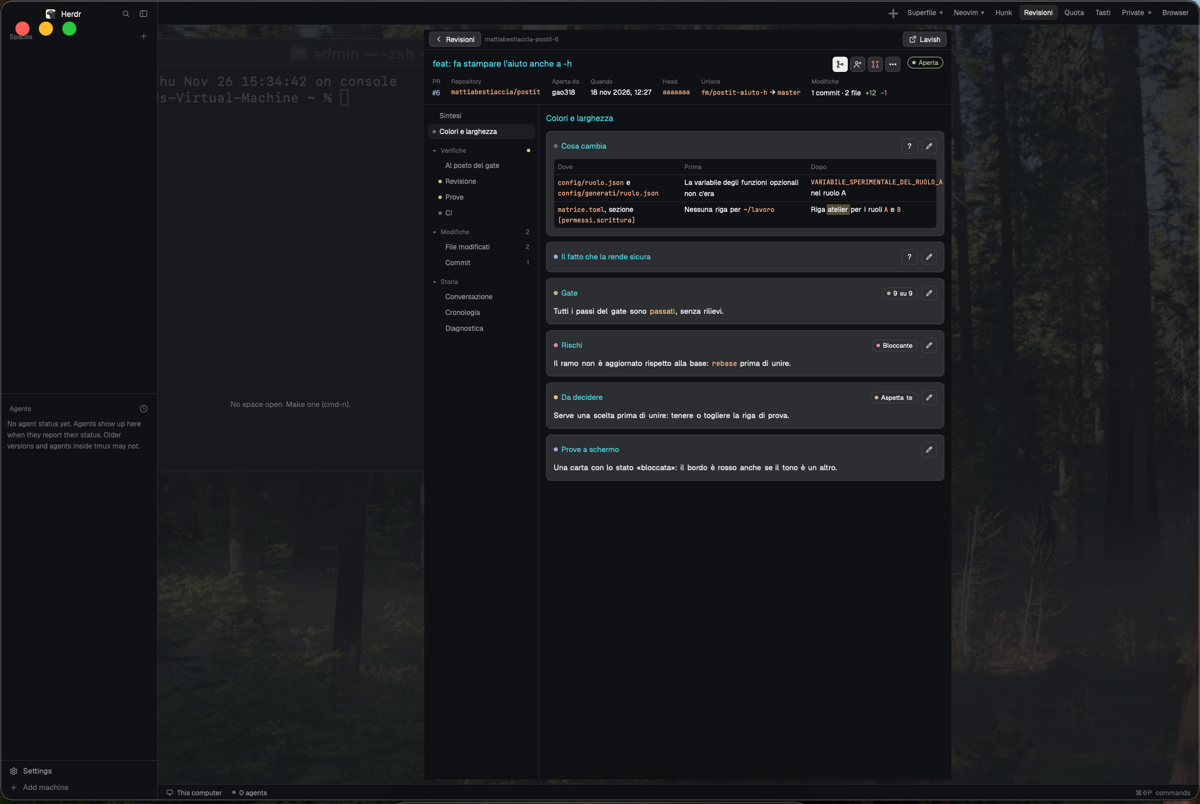 Herdr
Spaces
Superfile
Neovim
Hunk
Revisioni
Quota
Tasti
Private
Browser
admin — -zsh
Thu Nov 26 15:34:42 on console
s-Virtual-Machine ~ %
No space open. Make one (cmd-n).
Agents
No agent status yet. Agents show up here
when they report their status. Older
versions and agents inside tmux may not.
Settings
Add machine
Revisioni
mattiabestiaccia-postit-6
Lavish
feat: fa stampare l'aiuto anche a -h
Aperta
PR Repository Aperta da Quando Head Unisce Modifiche
#6 mattiabestiaccia/postit gao318 18 nov 2026, 12:27 aaaaaaa fm/postit-aiuto-h → master 1 commit · 2 file +12 −1
Sintesi
Colori e larghezza
Verifiche
Al posto del gate
Revisione
Prove
CI
Modifiche 2
File modificati 2
Commit 1
Storia
Conversazione
Cronologia
Diagnostica
Colori e larghezza
Cosa cambia
?
Dove Prima Dopo
config/ruolo.json e
config/generati/ruolo.json
La variabile degli funzioni opzionali
non c'era
VARIABILE_SPERIMENTALE_DEL_RUOLO_A
nel ruolo A
matrice.toml, sezione
[permessi.scrittura]
Nessuna riga per ~/lavoro
Riga atelier per i ruoli A e B
Il fatto che la rende sicura
?
Gate
9 su 9
Tutti i passi del gate sono passati, senza rilievi.
Rischi
Bloccante
Il ramo non è aggiornato rispetto alla base: rebase prima di unire.
Da decidere
Aspetta te
Serve una scelta prima di unire: tenere o togliere la riga di prova.
Prove a schermo
Una carta con lo stato «bloccata»: il bordo è rosso anche se il tono è un altro.
This computer
0 agents
⌘⇧P commands